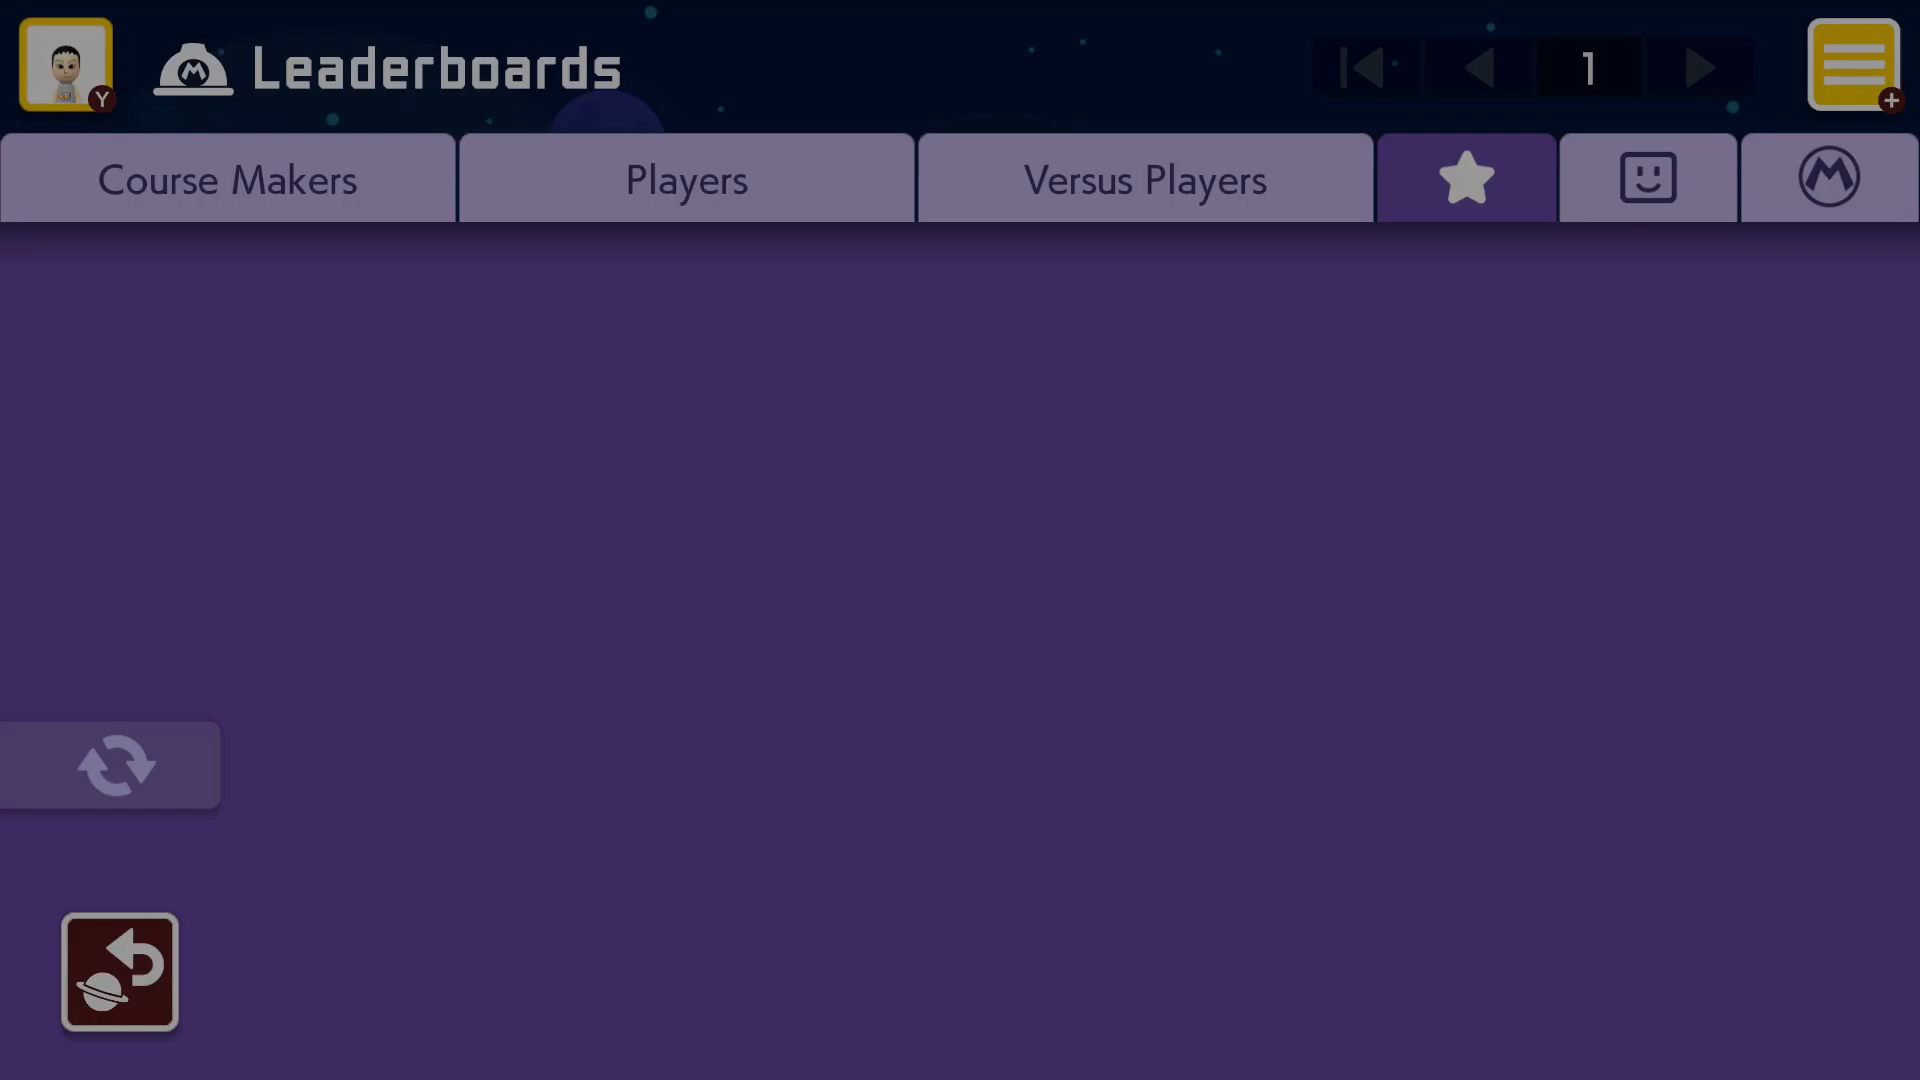 Leaderboards
1
Y
+
Course Makers
Players
Versus Players